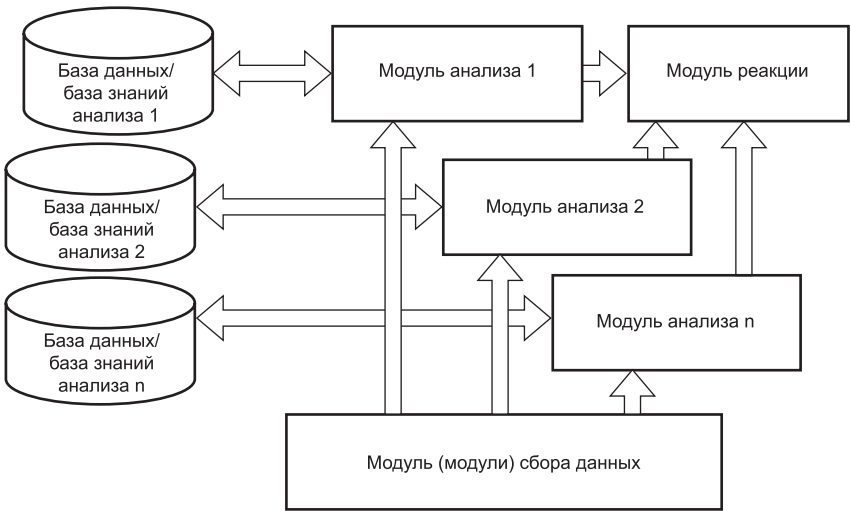 База данных/
база знаний
анализа 1
Модуль анализа 1
Модуль реакции
База данных/
база знаний
анализа 2
Модуль анализа 2
База данных/
база знаний
анализа n
Модуль анализа n
Модуль (модули) сбора данных